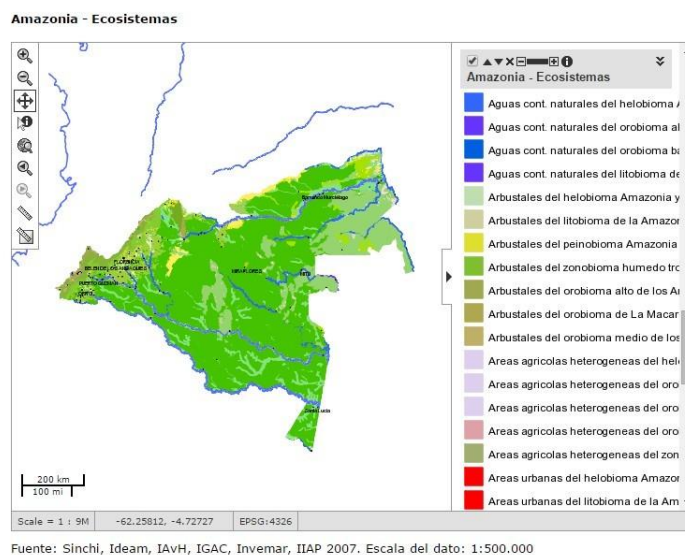 Amazonia - Ecosistemas
Amazonia - Ecosistemas
Aguas cont. naturales del helobioma A
Aguas cont. naturales del orobioma al
Aguas cont. naturales del orobioma ba
Aguas cont. naturales del litobioma de
Arbustales del helobioma Amazonia y
Arbustales del litobioma de la Amazon
Arbustales del peinobioma Amazonia
Arbustales del zonobioma humedo tro
Arbustales del orobioma alto de los A
Arbustales del orobioma de La Macar
Arbustales del orobioma medio de los
Areas agricolas heterogeneas del hel
Areas agricolas heterogeneas del oro
Areas agricolas heterogeneas del oro
Areas agricolas heterogeneas del oro
Areas agricolas heterogeneas del zon
Areas urbanas del helobioma Amazon
Areas urbanas del litobioma de la Am
FLORENCIA
MIRAFLORES
200 km
100 mi
Scale = 1 : 9M
-62.25812, -4.72727
EPSG:4326
Fuente: Sinchi, Ideam, IAvH, IGAC, Invemar, IIAP 2007. Escala del dato: 1:500.000